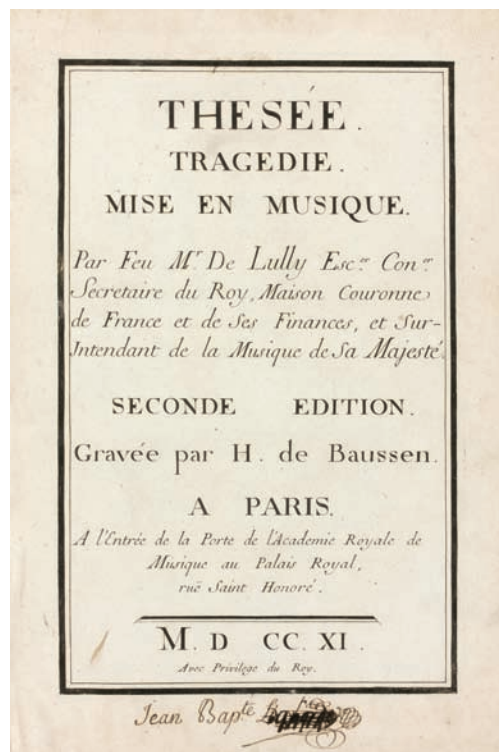 THESÉE.
TRAGEDIE.
MISE EN MUSIQUE.
Par Feu Mr. De Lully Escer. Coner.
Secretaire du Roy, Maison Couronne
de France et de Ses Finances, et Sur-
Intendant de la Musique de Sa Majesté.
SECONDE EDITION.
Gravée par H. de Baussen.
A PARIS.
A l'Entrée de la Porte de l'Academie Royale de
Musique au Palais Royal,
ruë Saint Honoré.
M. D CC. XI.
Avec Privilege du Roy.
Jean Bapte